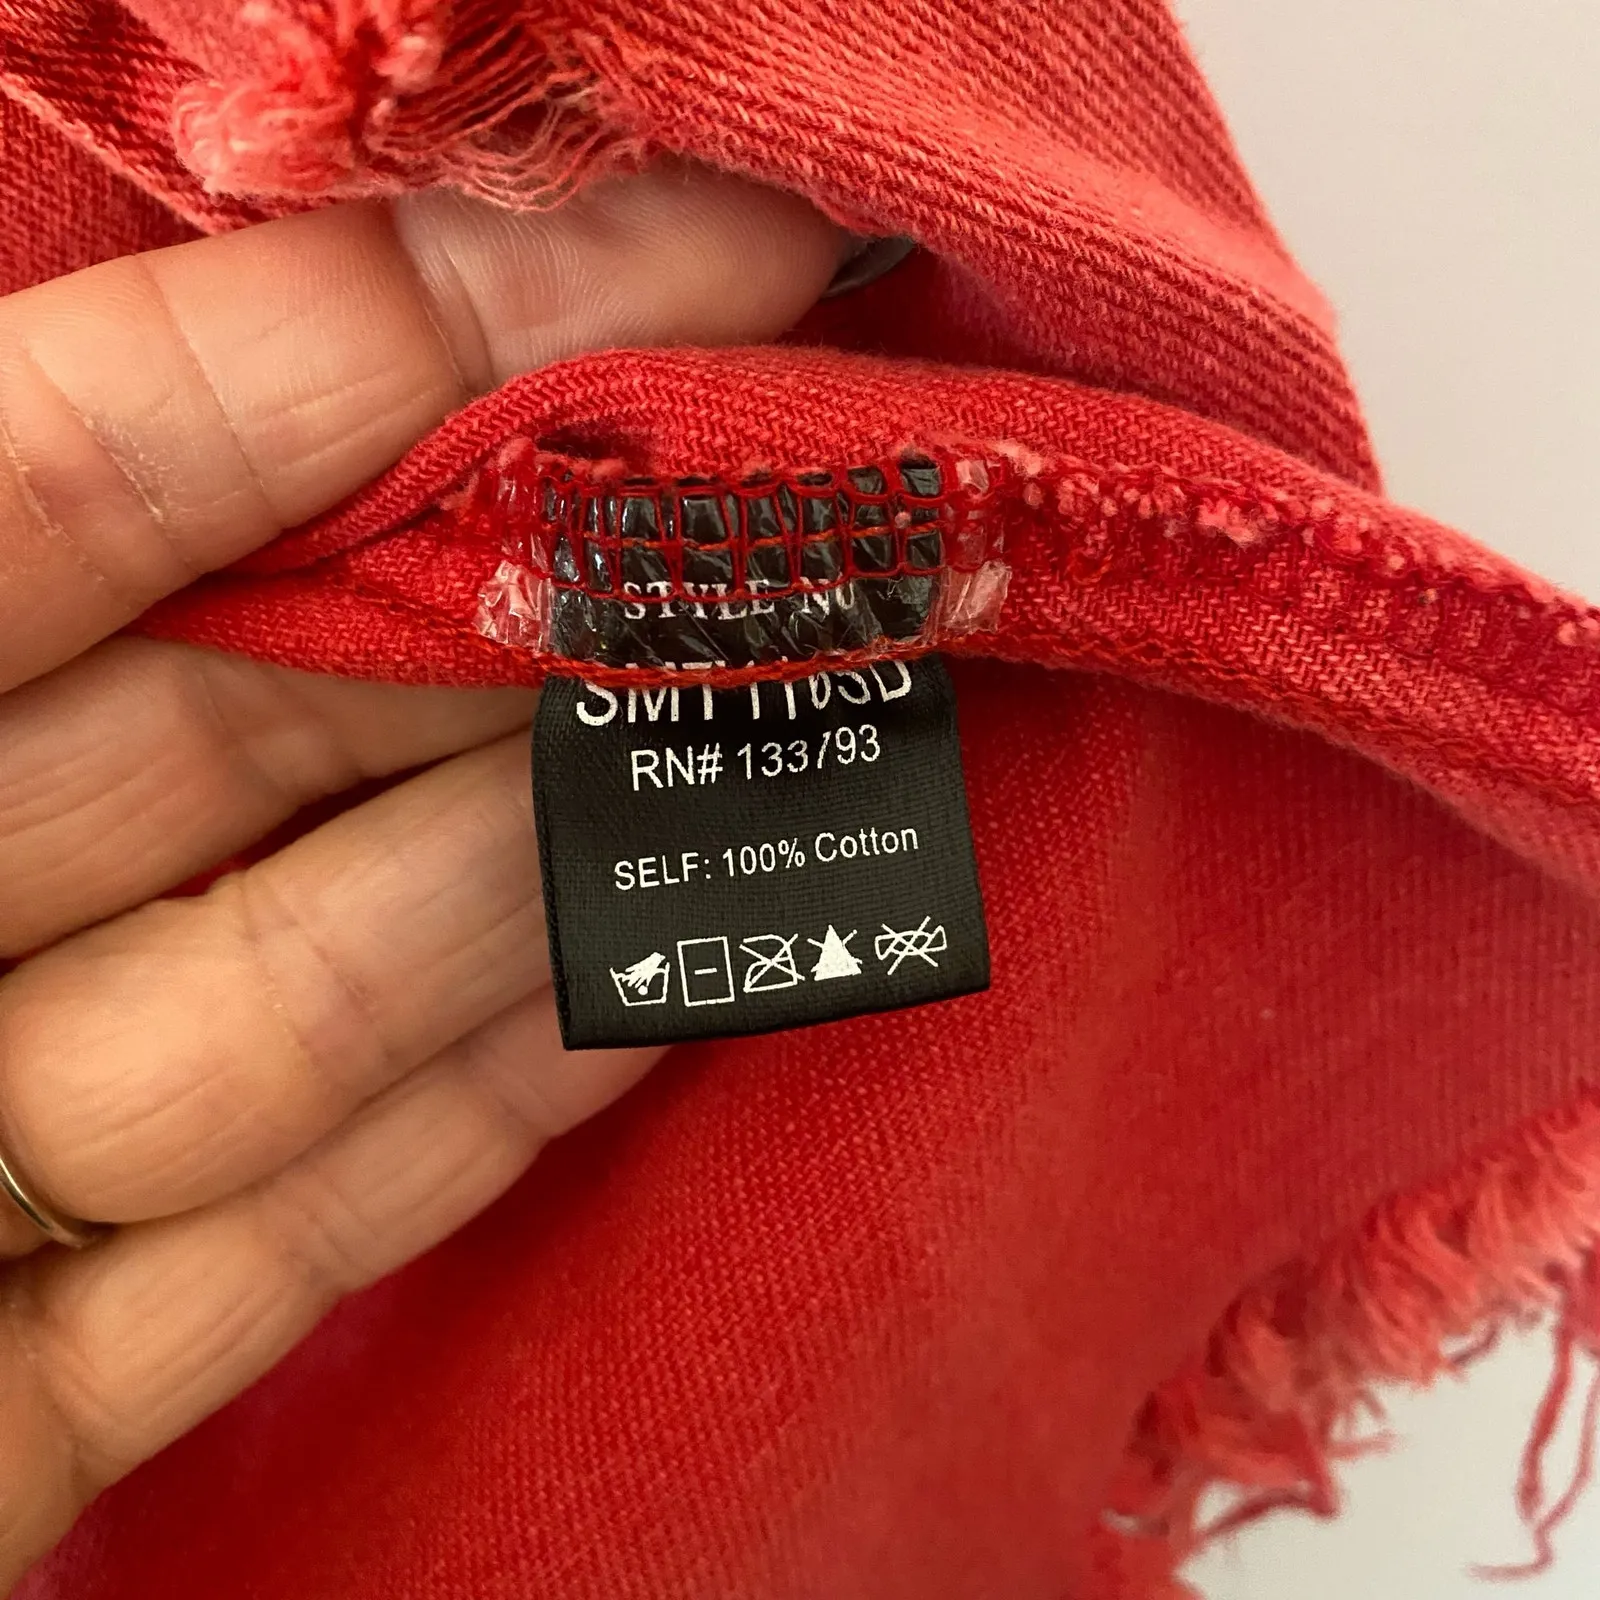 STYLE NO
RN# 133793
SELF: 100% Cotton